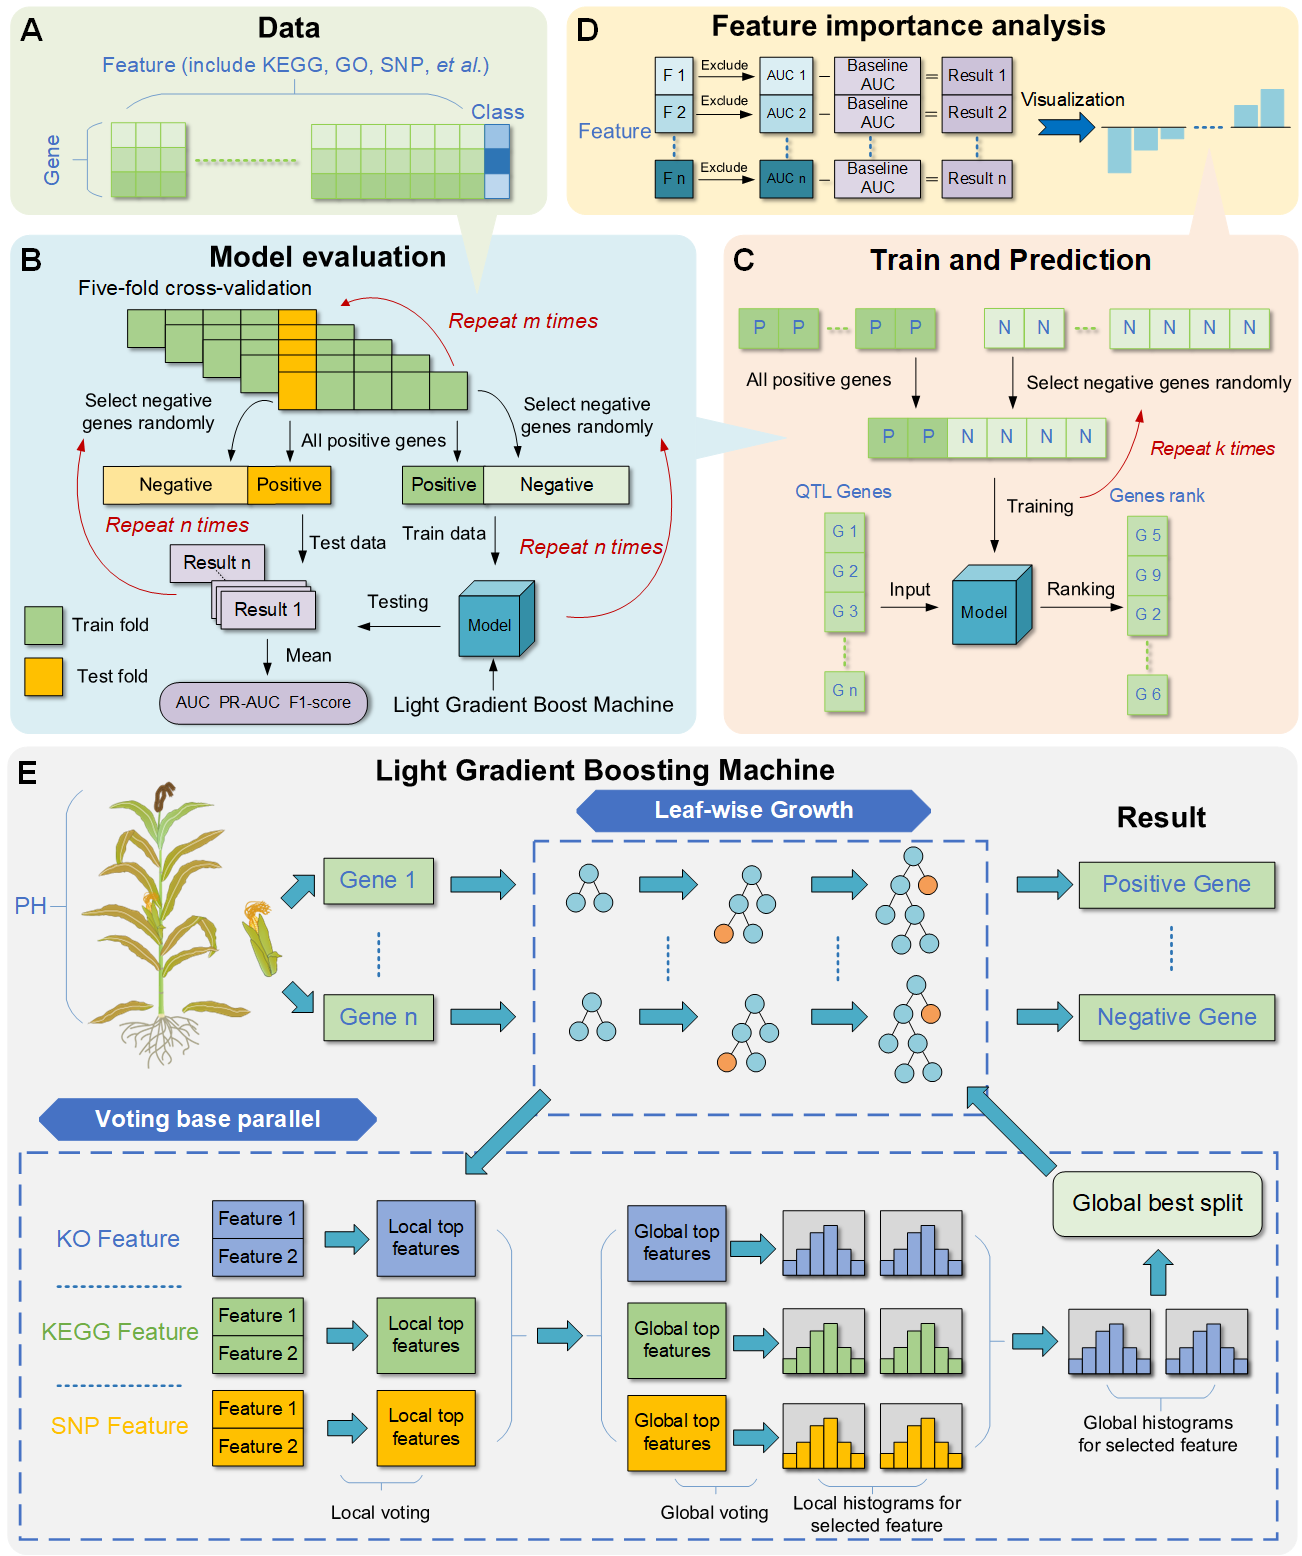 A
Data
Feature (include KEGG, GO, SNP, et al.)
Class
Gene
D
Feature importance analysis
Feature
F 1
Exclude
AUC 1
–
Baseline
AUC
=
Result 1
F 2
Exclude
AUC 2
–
Baseline
AUC
=
Result 2
F n
Exclude
AUC n
–
Baseline
AUC
=
Result n
Visualization
B
Model evaluation
Five-fold cross-validation
Repeat m times
Select negative
genes randomly
All positive genes
Select negative
genes randomly
Negative
Positive
Positive
Negative
Repeat n times
Test data
Train data
Repeat n times
Result n
Result 1
Testing
Model
Train fold
Test fold
Mean
AUC PR-AUC F1-score
Light Gradient Boost Machine
C
Train and Prediction
P
P
P
P
N
N
N
N
N
N
All positive genes
Select negative genes randomly
P
P
N
N
N
N
Repeat k times
Training
QTL Genes
Genes rank
G 1
G 2
G 3
G n
Input
Model
Ranking
G 5
G 9
G 2
G 6
E
Light Gradient Boosting Machine
Leaf-wise Growth
Result
PH
Gene 1
Positive Gene
Gene n
Negative Gene
Voting base parallel
KO Feature
Feature 1
Feature 2
Local top
features
Global top
features
Global best split
KEGG Feature
Feature 1
Feature 2
Local top
features
Global top
features
SNP Feature
Feature 1
Feature 2
Local top
features
Global top
features
Global histograms
for selected feature
Local voting
Global voting
Local histograms for
selected feature